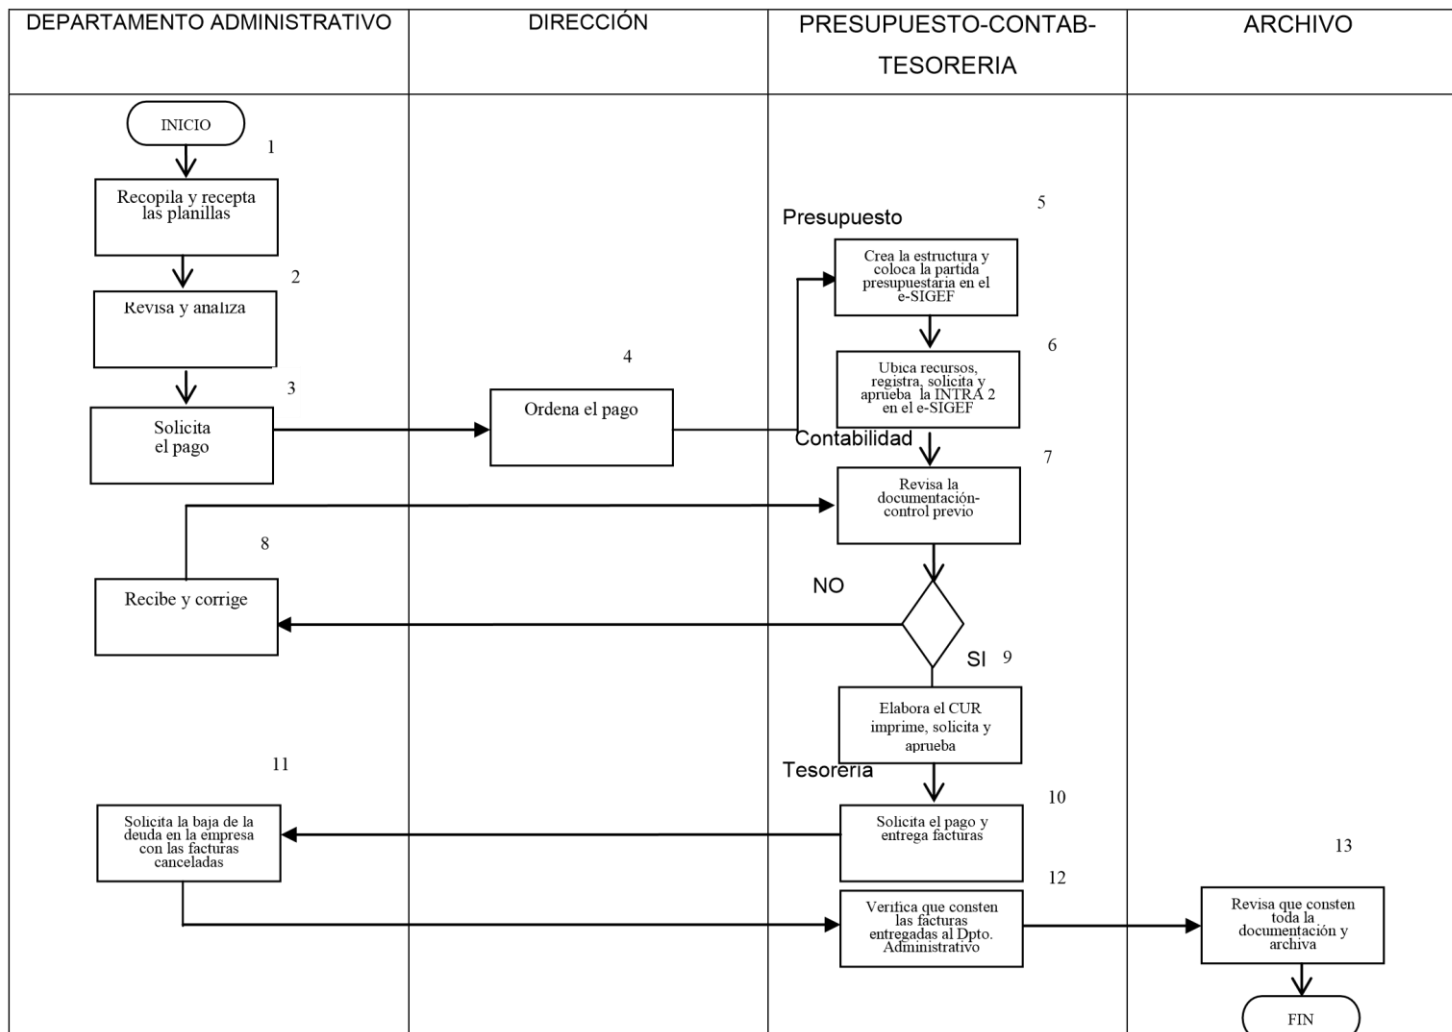 DEPARTAMENTO ADMINISTRATIVO
DIRECCIÓN
PRESUPUESTO-CONTAB-
TESORERIA
ARCHIVO
INICIO
1
Recopila y recepta
las planillas
2
Revisa y analiza
3
Solicita
el pago
4
Ordena el pago
Presupuesto
5
Crea la estructura y
coloca la partida
presupuestaria en el
e-SIGEF
6
Ubica recursos,
registra, solicita y
aprueba la INTRA 2
en el e-SIGEF
Contabilidad
7
Revisa la
documentación-
control previo
8
Recibe y corrige
NO
SI
9
Elabora el CUR
imprime, solicita y
aprueba
Tesorería
10
Solicita el pago y
entrega facturas
11
Solicita la baja de la
deuda en la empresa
con las facturas
canceladas
12
Verifica que consten
las facturas
entregadas al Dpto.
Administrativo
13
Revisa que consten
toda la
documentación y
archiva
FIN